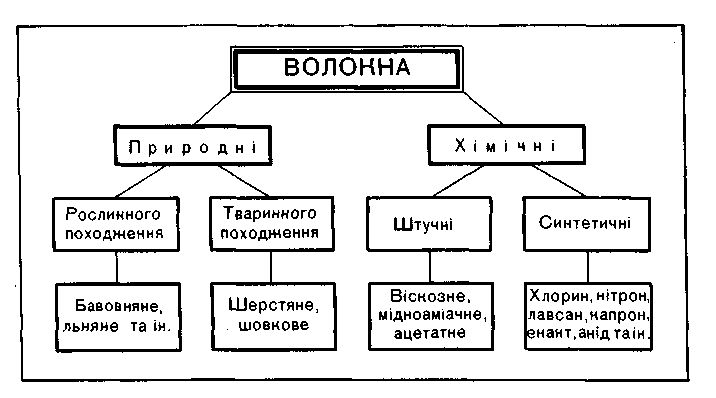 ВОЛОКНА
Природні
Хімічні
Рослинного
походження
Тваринного
походження
Штучні
Синтетичні
Бавовняне,
льняне та ін.
Шерстяне,
шовкове
Віскозне,
мідноаміачне,
ацетатне
Хлорин, нітрон,
лавсан, капрон,
енант, анід та ін.